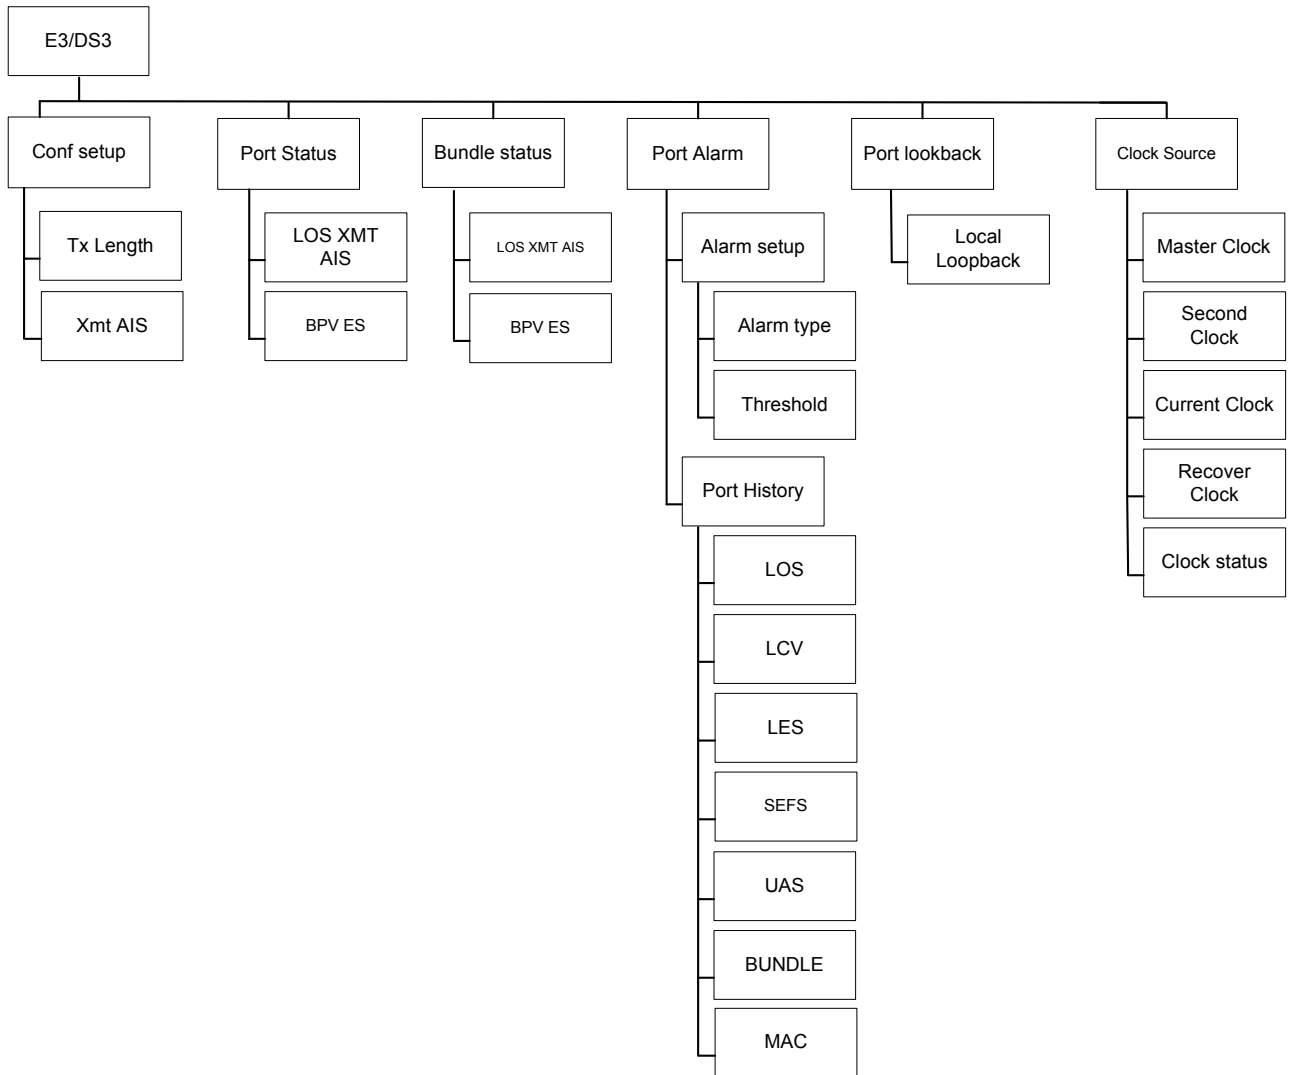 E3/DS3
Conf setup
Port Status
Bundle status
Port Alarm
Port lookback
Clock Source
Tx Length
Xmt AIS
LOS XMT
AIS
BPV ES
LOS XMT AIS
BPV ES
Alarm setup
Alarm type
Threshold
Port History
LOS
LCV
LES
SEFS
UAS
BUNDLE
MAC
Local
Loopback
Master Clock
Second
Clock
Current Clock
Recover
Clock
Clock status